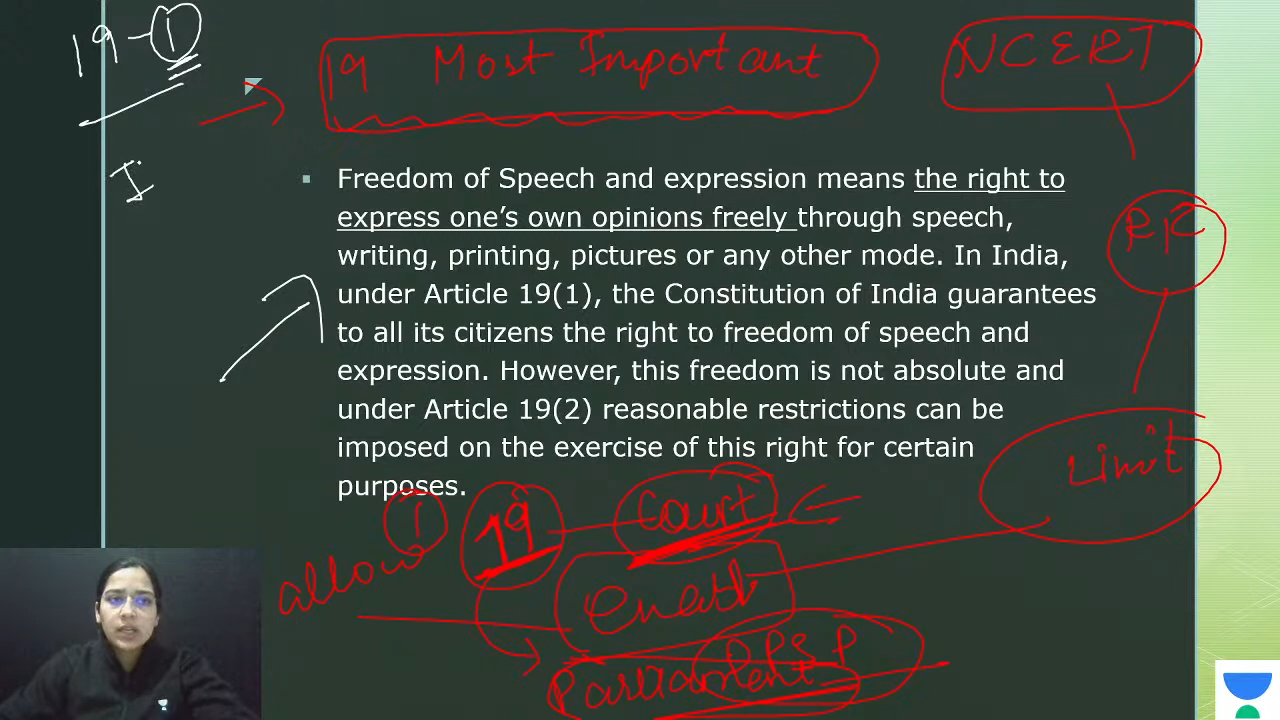 19-①
19 Most Important
NCERT
I
▪ Freedom of Speech and expression means the right to
express one’s own opinions freely through speech,
writing, printing, pictures or any other mode. In India,
under Article 19(1), the Constitution of India guarantees
to all its citizens the right to freedom of speech and
expression. However, this freedom is not absolute and
under Article 19(2) reasonable restrictions can be
imposed on the exercise of this right for certain
purposes.
Limit
① 19 Court
allow
DPSP
Parliament